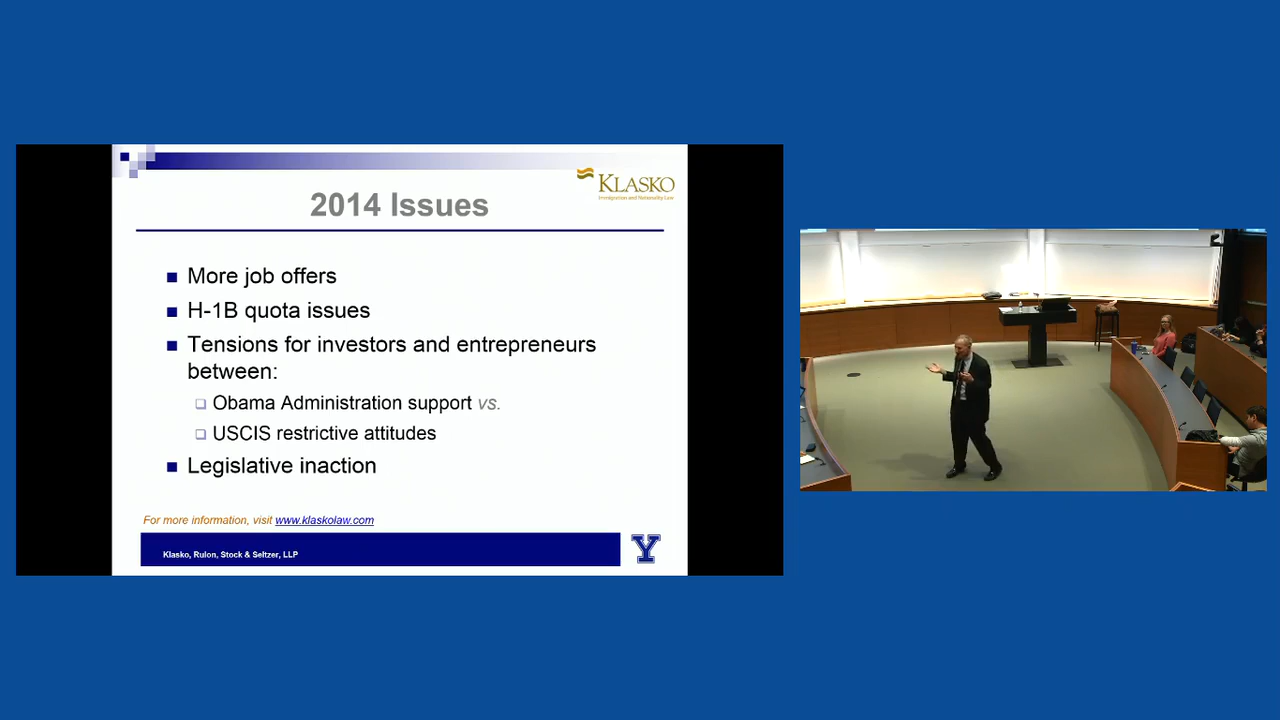 KLASKO
Immigration and Nationality Law
2014 Issues
More job offers
H-1B quota issues
Tensions for investors and entrepreneurs
between:
Obama Administration support vs.
USCIS restrictive attitudes
Legislative inaction
For more information, visit www.klaskolaw.com
Klasko, Rulon, Stock & Seltzer, LLP
Y